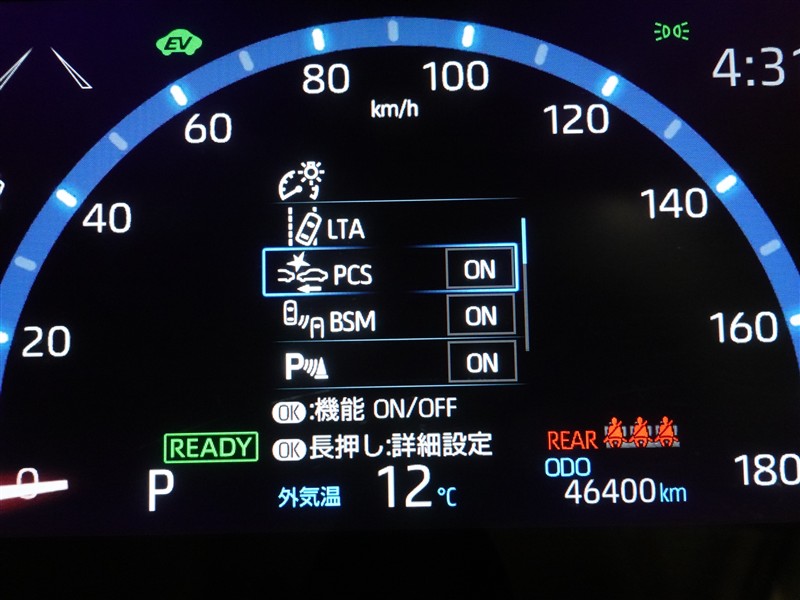 EV
4:31
80
100
km/h
60
120
40
140
LTA
PCS ON
20
BSM ON
160
P ON
OK:機能 ON/OFF
READY
OK長押し:詳細設定
REAR
ODO
0
P
外気温 12℃
46400km
180